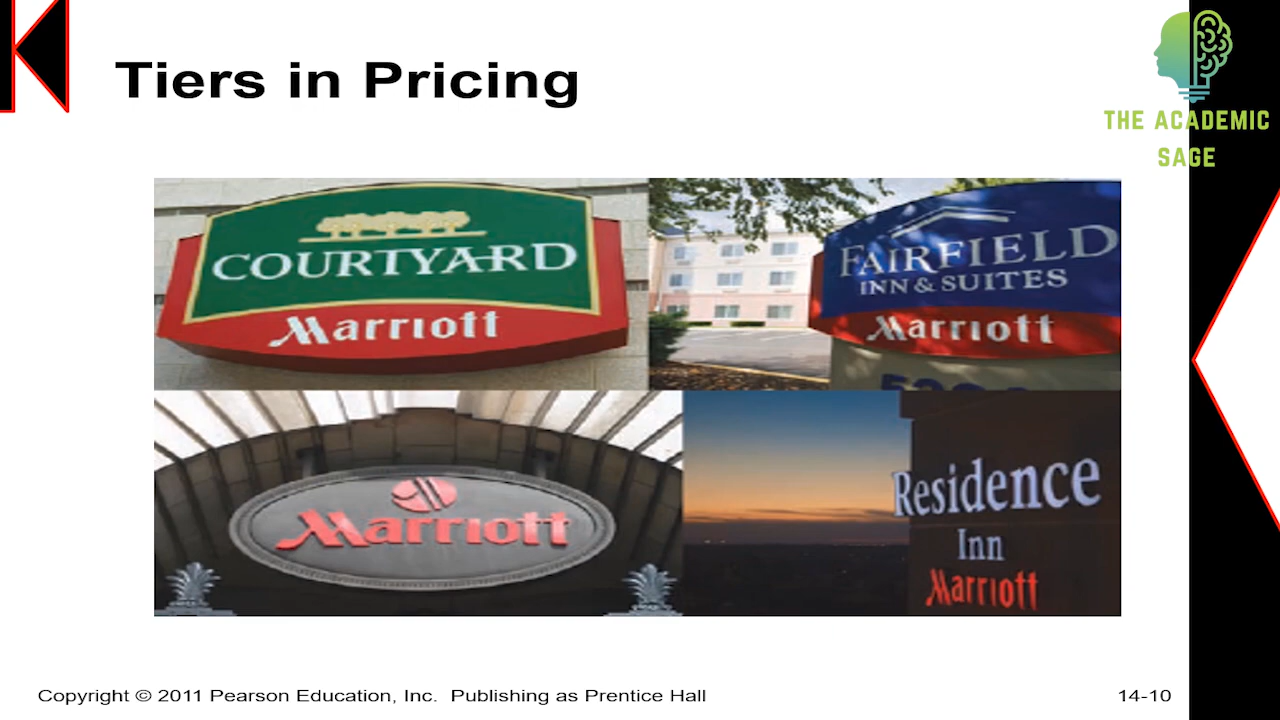 Tiers in Pricing
THE ACADEMIC
SAGE
COURTYARD
Marriott
FAIRFIELD
INN & SUITES
Marriott
Marriott
Residence
Inn
Marriott
Copyright © 2011 Pearson Education, Inc. Publishing as Prentice Hall
14-10